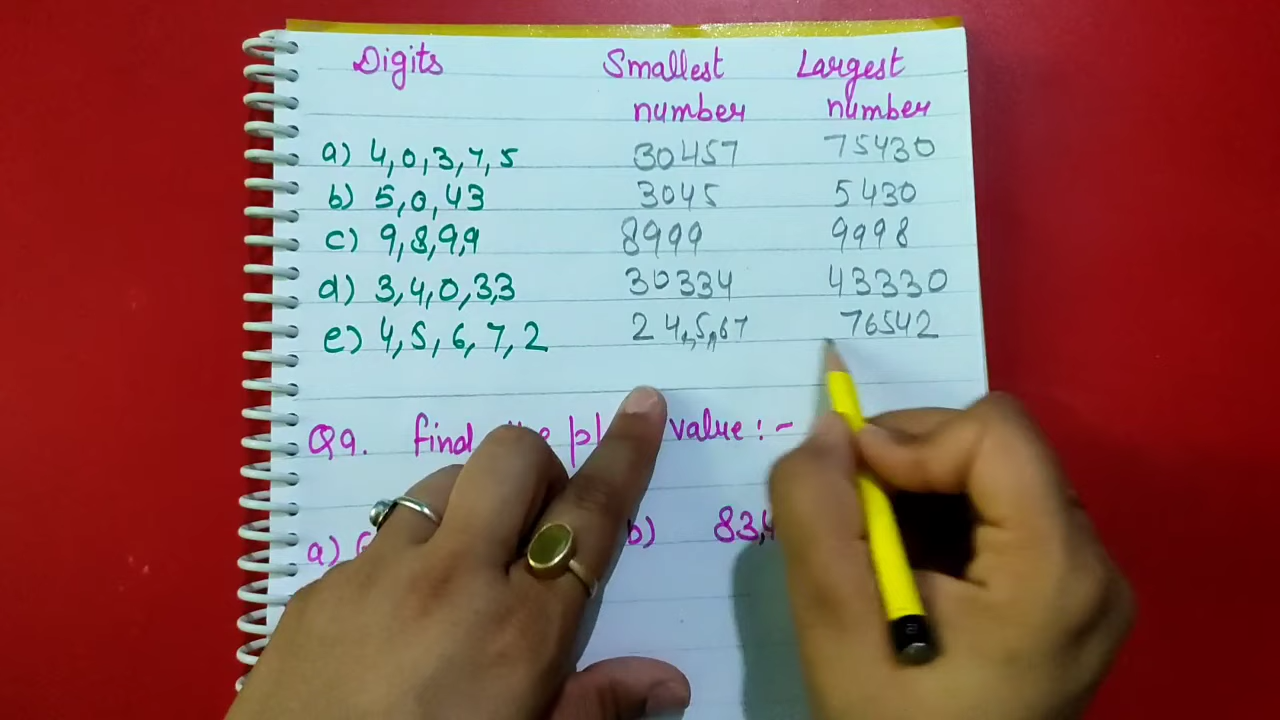 Digits Smallest Largest
number number
a) 4,0,3,7,5 30457 75430
b) 5,0,43 3045 5430
c) 9,8,9,9 8999 9998
d) 3,4,0,33 30334 43330
e) 4,5,6,7,2 24,5,67 76542
Q9. find value:-
a) b) 83,4